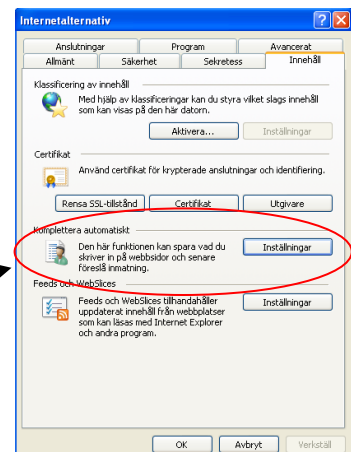 Internetalternativ
Anslutningar Program Avancerat
Allmänt Säkerhet Sekretess Innehåll
Klassificering av innehåll
Med hjälp av klassificeringar kan du styra vilket slags innehåll
som kan visas på den här datorn.
Aktivera... Inställningar
Certifikat
Använd certifikat för krypterade anslutningar och identifiering.
Rensa SSL-tillstånd Certifikat Utgivare
Komplettera automatiskt
Den här funktionen kan spara vad du Inställningar
skriver in på webbsidor och senare
föreslå inmatning.
Feeds och WebSlices
Feeds och WebSlices tillhandahåller Inställningar
uppdaterat innehåll från webbplatser
som kan läsas med Internet Explorer
och andra program.
OK Avbryt Verkställ